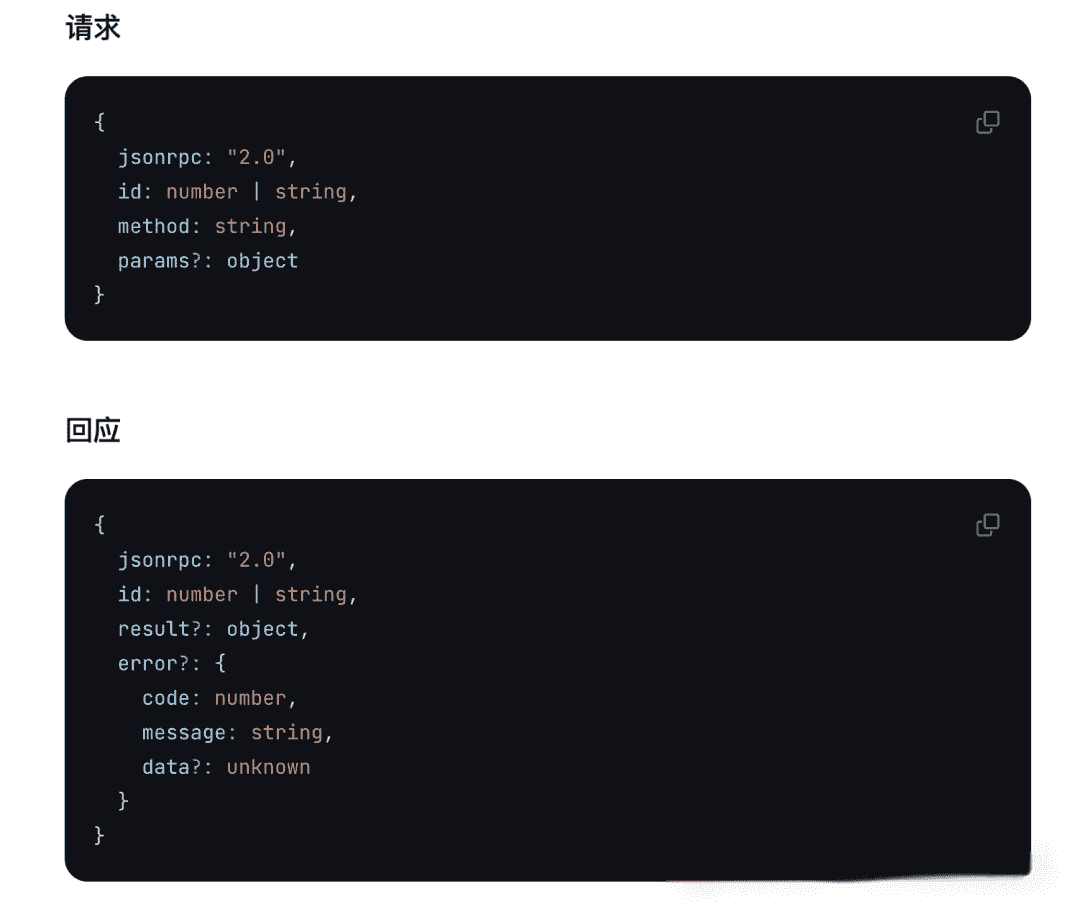 请求
{
  jsonrpc: "2.0",
  id: number | string,
  method: string,
  params?: object
}
回应
{
  jsonrpc: "2.0",
  id: number | string,
  result?: object,
  error?: {
    code: number,
    message: string,
    data?: unknown
  }
}